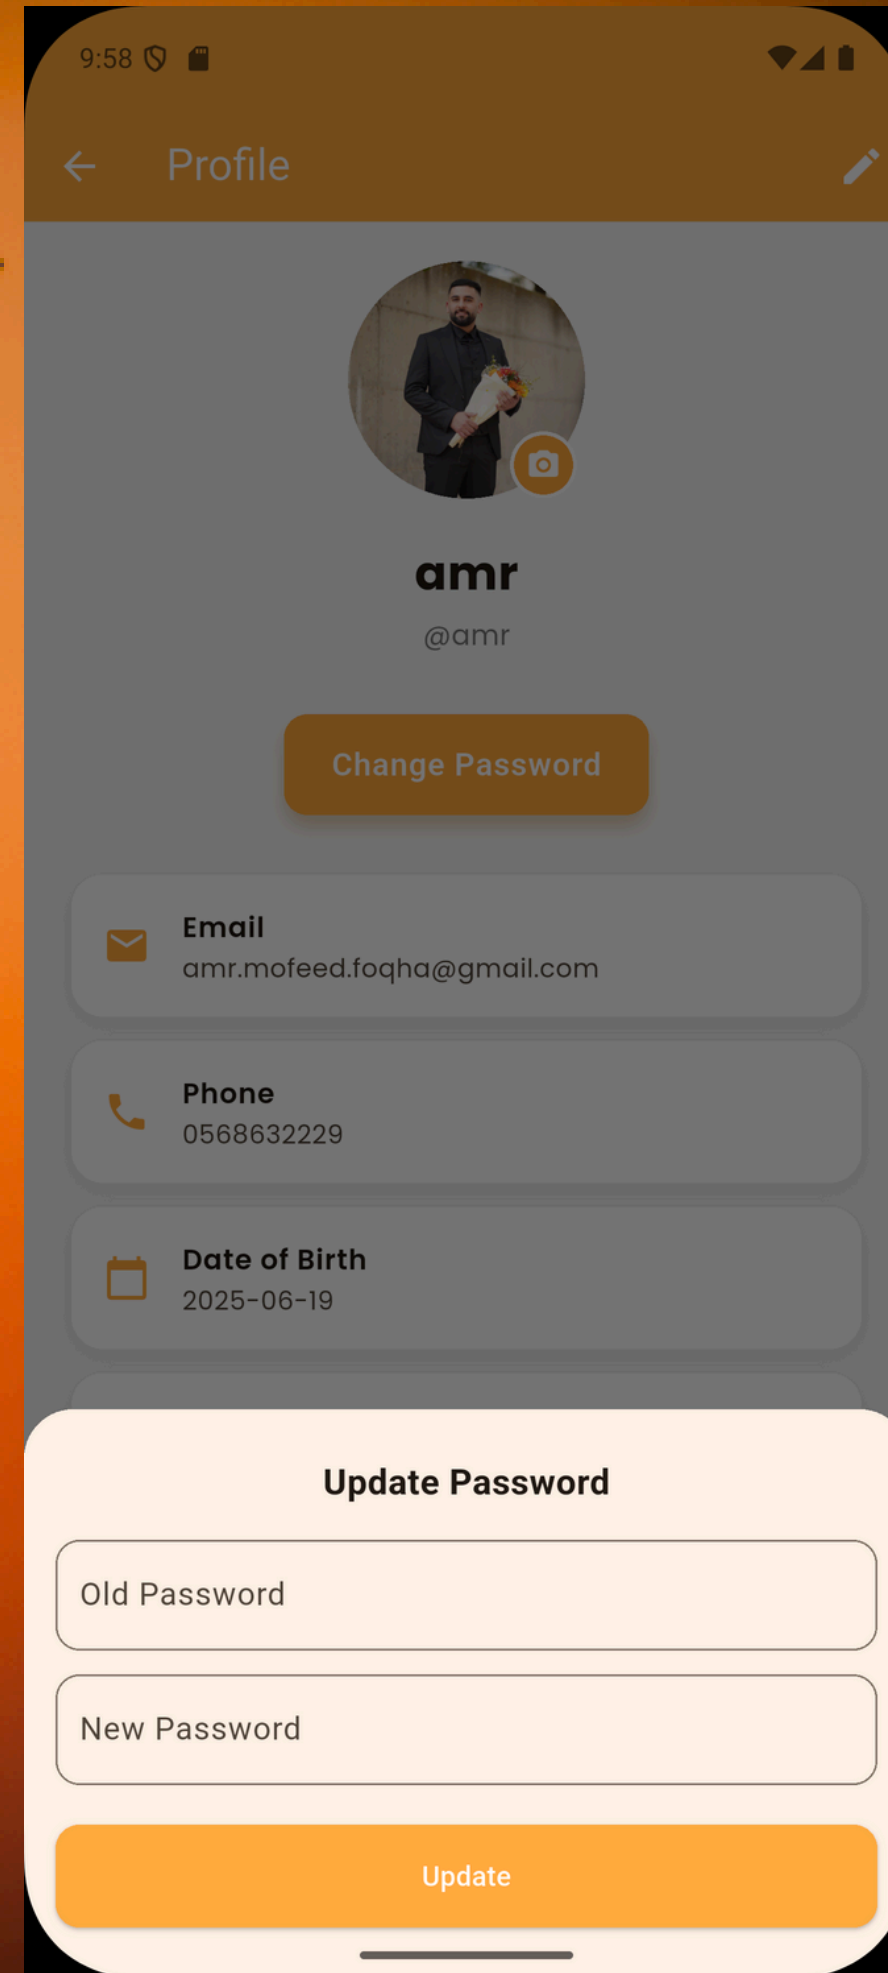 9:58
Profile
amr
@amr
Change Password
Email
amr.mofeed.foqha@gmail.com
Phone
0568632229
Date of Birth
2025-06-19
Update Password
Old Password
New Password
Update